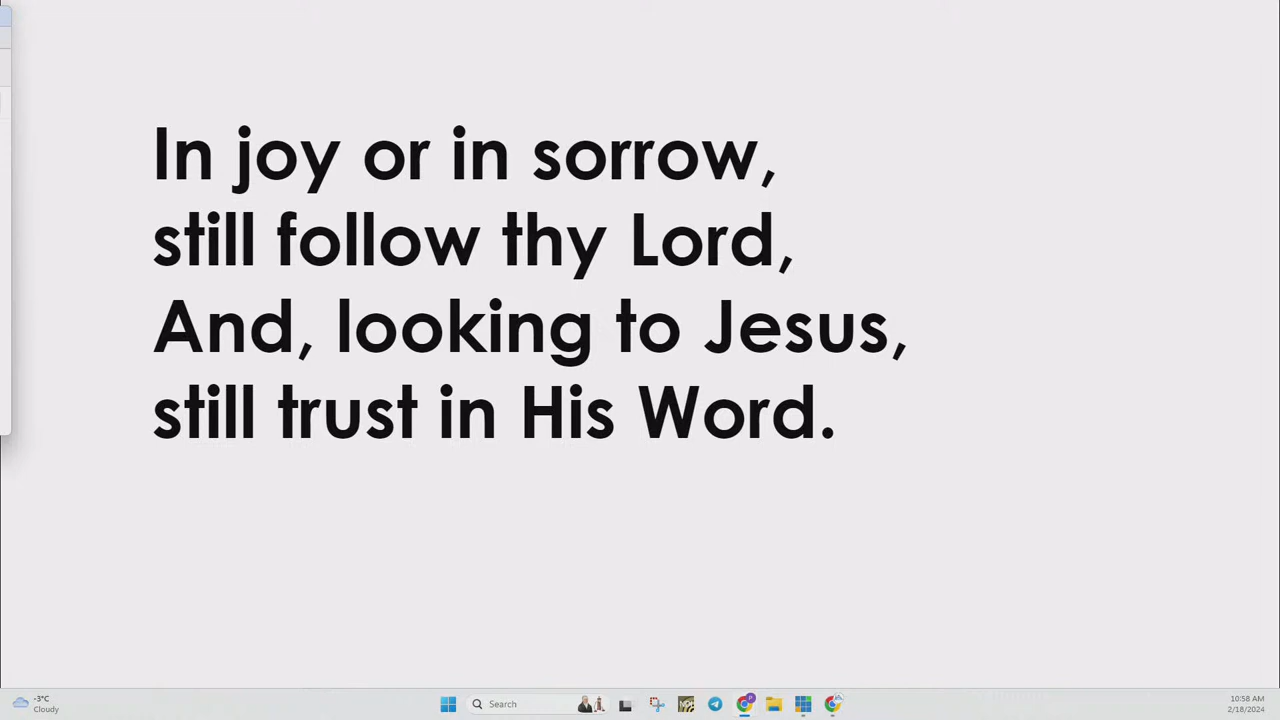 In joy or in sorrow,
still follow thy Lord,
And, looking to Jesus,
still trust in His Word.
-3°C
Cloudy
Search
10:58 AM
2/18/2024